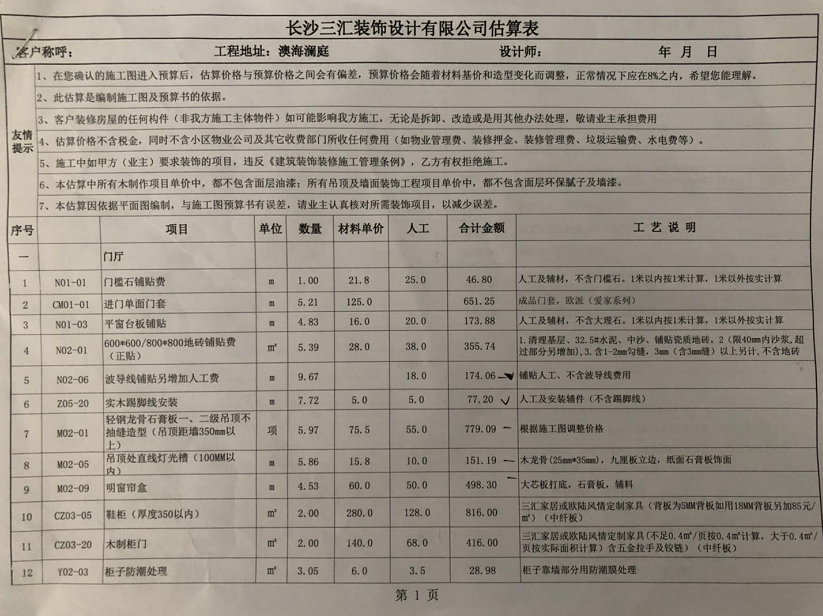 长沙三汇装饰设计有限公司估算表
客户称呼： 工程地址：澳海澜庭 设计师： 年 月 日
友情提示
1、在您确认的施工图进入预算后，估算价格与预算价格之间会有偏差，预算价格会随着材料基价和造型变化而调整，正常情况下应在8%之内，希望您能理解。
2、此估算是编制施工图及预算书的依据。
3、客户装修房屋的任何构件（非我方施工主体物件）如可能影响我方施工，无论是拆卸、改造或是用其他办法处理，敬请业主承担费用
4、估算价格不含税金，同时不含小区物业公司及其它收费部门所收任何费用（如物业管理费、装修押金、装修管理费、垃圾运输费、水电费等）。
5、施工中如甲方（业主）要求装饰的项目，违反《建筑装饰装修施工管理条例》，乙方有权拒绝施工。
6、本估算中所有木制作项目单价中，都不包含面层油漆；所有吊顶及墙面装饰工程项目单价中，都不包含面层环保腻子及墙漆。
7、本估算因依据平面图编制，与施工图预算书有误差，请业主认真核对所需装饰项目，以减少误差。
序号 项目 单位 数量 材料单价 人工 合计金额 工 艺 说 明
一 门厅
1 N01-01 门槛石铺贴费 m 1.00 21.8 25.0 46.80 人工及辅材，不含门槛石。1米以内按1米计算，1米以外按实计算
2 CM01-01 进门单面门套 m 5.21 125.0 651.25 成品门套，欧派（爱家系列）
3 N01-03 平窗台板铺贴 m 4.83 16.0 20.0 173.88 人工及辅材，不含大理石。1米以内按1米计算，1米以外按实计算
4 N02-01 600*600/800*800地砖铺贴费（正贴） ㎡ 5.39 28.0 38.0 355.74 1.清理基层、32.5#水泥、中沙、铺贴瓷质地砖。2（限40mm内沙浆,超过部分另增加),3.含1-2mm勾缝，3mm（含3mm缝）以上另计,不含地砖
5 N02-06 波导线铺贴另增加人工费 m 9.67 18.0 174.06 铺贴人工、不含波导线费用
6 Z05-20 实木踢脚线安装 m 7.72 5.0 5.0 77.20 人工及安装辅件（不含踢脚线）
7 M02-01 轻钢龙骨石膏板一、二级吊顶不抽缝造型（吊顶距墙350mm以上） 项 5.97 75.5 55.0 779.09 根据施工图调整价格
8 M02-05 吊顶处直线灯光槽（100MM以内） m 5.86 15.8 10.0 151.19 木龙骨(25mm*35mm)，九厘板立边，纸面石膏板饰面
9 M02-09 明窗帘盒 m 4.53 60.0 50.0 498.30 大芯板打底，石膏板，辅料
10 CZ03-05 鞋柜（厚度350以内） ㎡ 2.00 280.0 128.0 816.00 三汇家居或欧陆风情定制家具（背板为5MM背板如用18MM背板另加85元/㎡）（中纤板）
11 CZ03-20 木制柜门 ㎡ 2.00 140.0 68.0 416.00 三汇家居或欧陆风情定制家具(不足0.4㎡/页按0.4㎡计算，大于0.4㎡/页按实际面积计算）含五金拉手及铰链）（中纤板）
12 Y02-03 柜子防潮处理 ㎡ 3.05 6.0 3.5 28.98 柜子靠墙部分用防潮膜处理
第 1 页